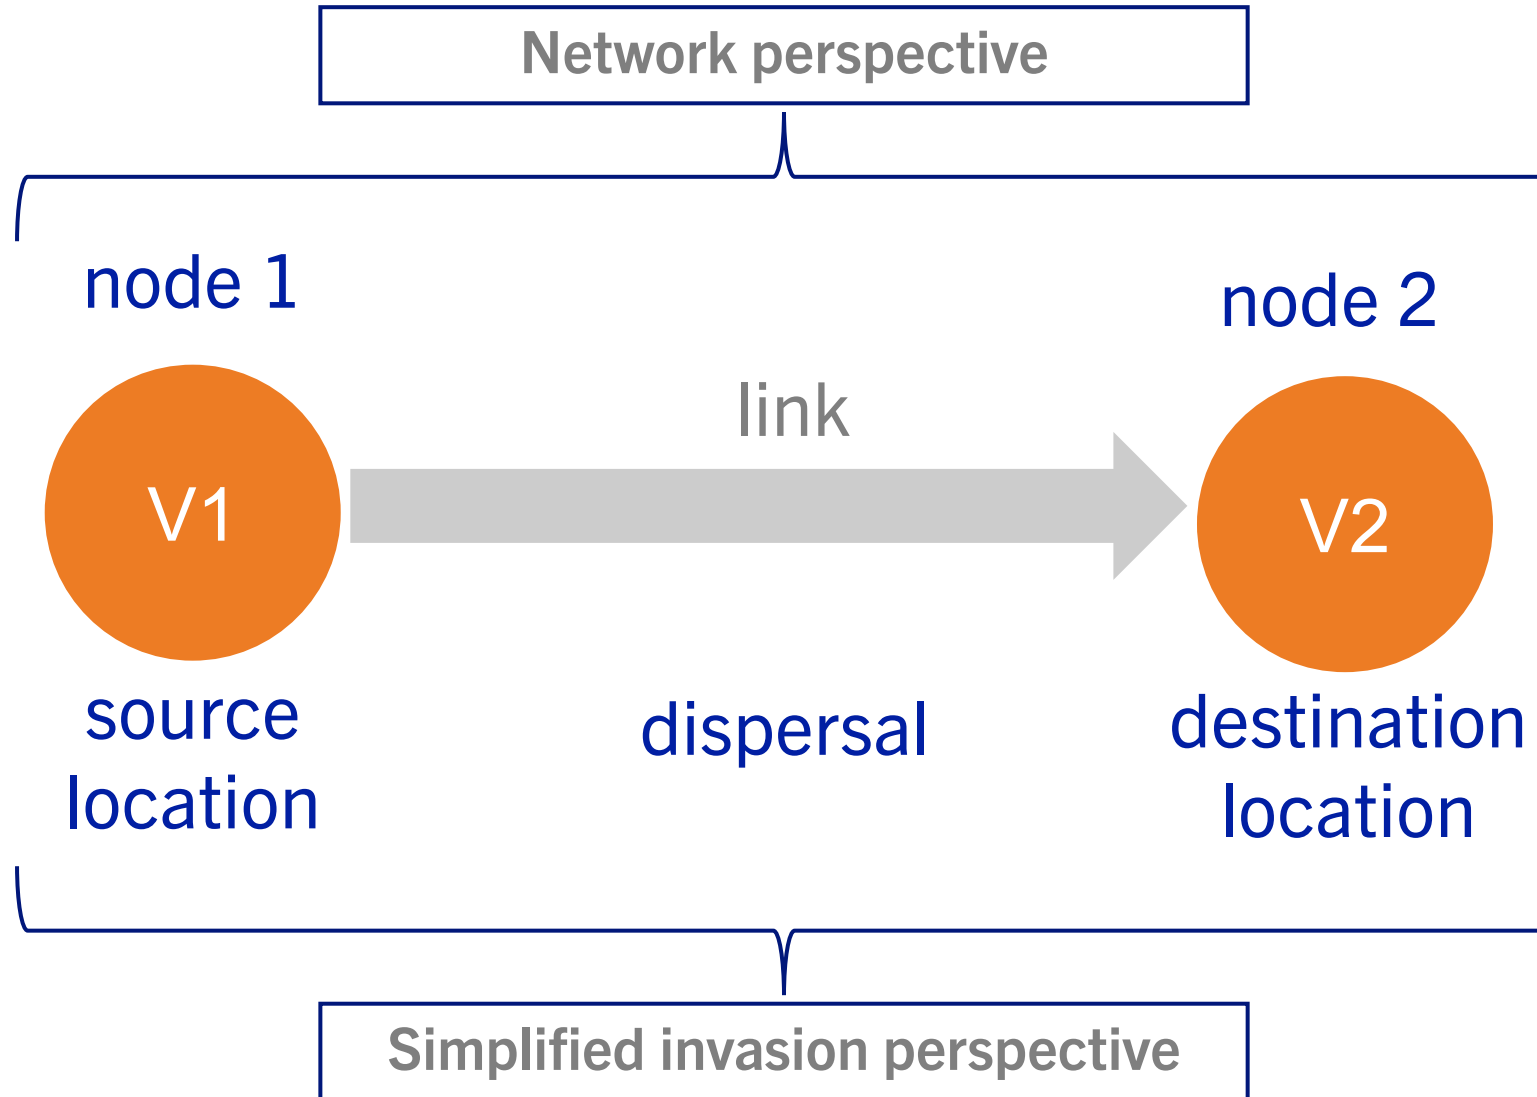 Network perspective
node 1
node 2
link
V1
V2
source
location
dispersal
destination
location
Simplified invasion perspective